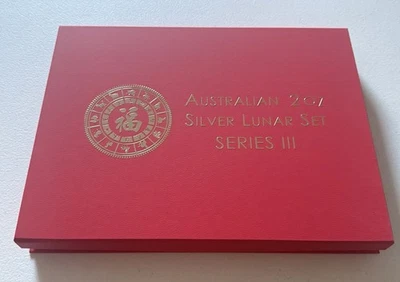 福
AUSTRALIAN 2oz
SILVER LUNAR SET
SERIES III